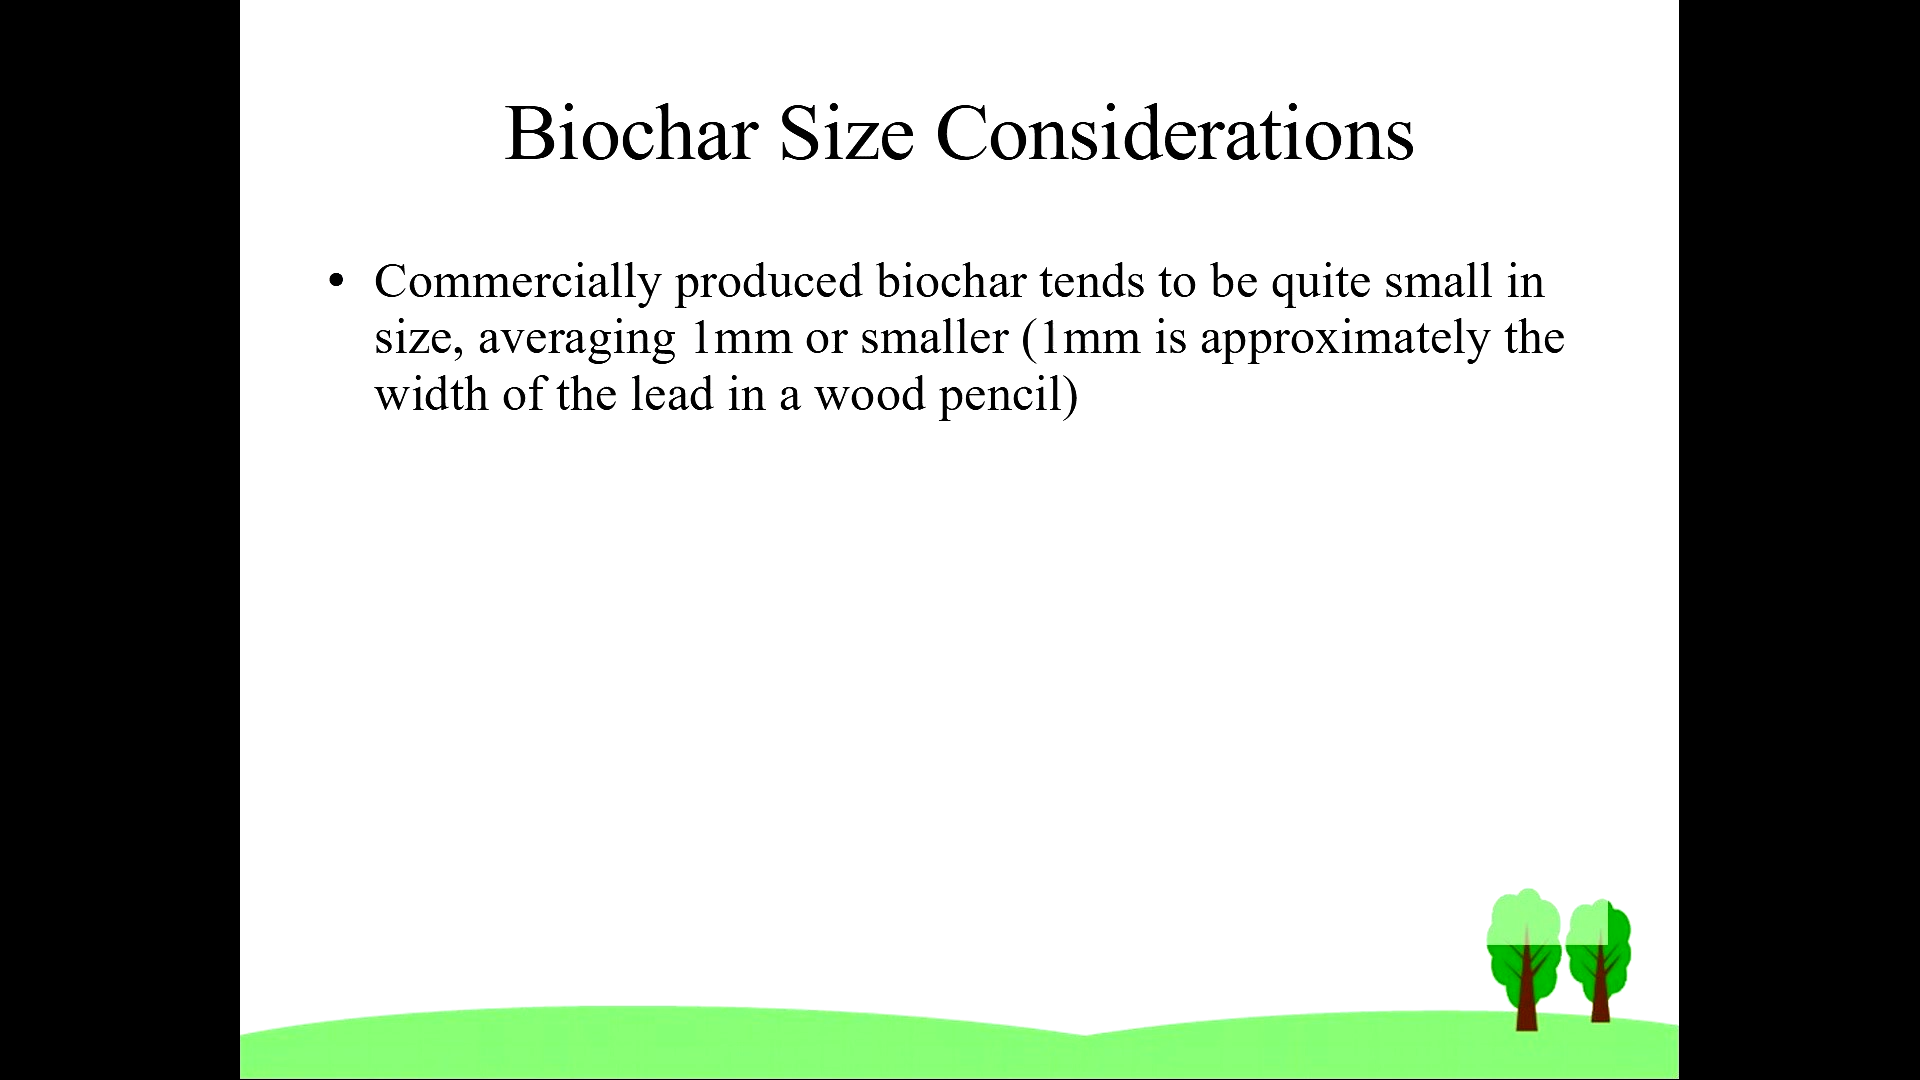 Biochar Size Considerations
• Commercially produced biochar tends to be quite small in
size, averaging 1mm or smaller (1mm is approximately the
width of the lead in a wood pencil)